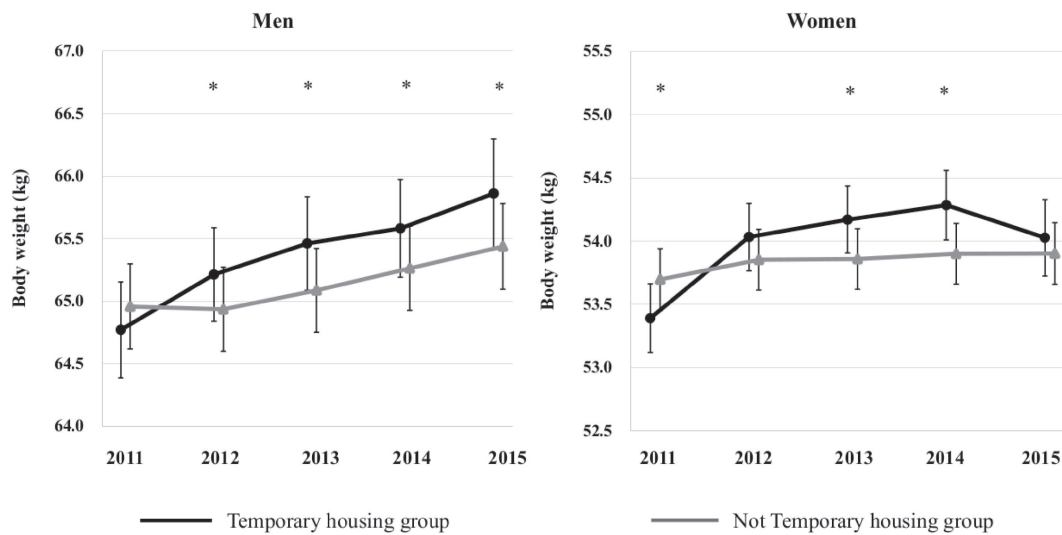 Men
67.0
66.5
66.0
65.5
65.0
64.5
64.0
Body weight (kg)
* * * *
2011 2012 2013 2014 2015
Women
55.5
55.0
54.5
54.0
53.5
53.0
52.5
Body weight (kg)
* * *
2011 2012 2013 2014 2015
Temporary housing group
Not Temporary housing group